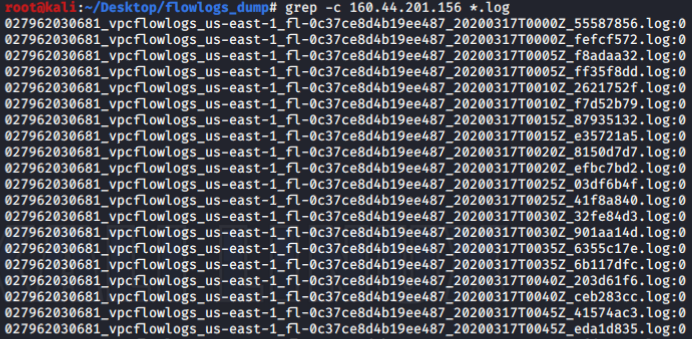 root@kali:~/Desktop/flowlogs_dump# grep -c 160.44.201.156 *.log
027962030681_vpcflowlogs_us-east-1_fl-0c37ce8d4b19ee487_20200317T0000Z_55587856.log:0
027962030681_vpcflowlogs_us-east-1_fl-0c37ce8d4b19ee487_20200317T0000Z_fefcf572.log:0
027962030681_vpcflowlogs_us-east-1_fl-0c37ce8d4b19ee487_20200317T0005Z_f8adaa32.log:0
027962030681_vpcflowlogs_us-east-1_fl-0c37ce8d4b19ee487_20200317T0005Z_ff35f8dd.log:0
027962030681_vpcflowlogs_us-east-1_fl-0c37ce8d4b19ee487_20200317T0010Z_2621752f.log:0
027962030681_vpcflowlogs_us-east-1_fl-0c37ce8d4b19ee487_20200317T0010Z_f7d52b79.log:0
027962030681_vpcflowlogs_us-east-1_fl-0c37ce8d4b19ee487_20200317T0015Z_87935132.log:0
027962030681_vpcflowlogs_us-east-1_fl-0c37ce8d4b19ee487_20200317T0015Z_e35721a5.log:0
027962030681_vpcflowlogs_us-east-1_fl-0c37ce8d4b19ee487_20200317T0020Z_8150d7d7.log:0
027962030681_vpcflowlogs_us-east-1_fl-0c37ce8d4b19ee487_20200317T0020Z_efbc7bd2.log:0
027962030681_vpcflowlogs_us-east-1_fl-0c37ce8d4b19ee487_20200317T0025Z_03df6b4f.log:0
027962030681_vpcflowlogs_us-east-1_fl-0c37ce8d4b19ee487_20200317T0025Z_41f8a840.log:0
027962030681_vpcflowlogs_us-east-1_fl-0c37ce8d4b19ee487_20200317T0030Z_32fe84d3.log:0
027962030681_vpcflowlogs_us-east-1_fl-0c37ce8d4b19ee487_20200317T0030Z_901aa14d.log:0
027962030681_vpcflowlogs_us-east-1_fl-0c37ce8d4b19ee487_20200317T0035Z_6355c17e.log:0
027962030681_vpcflowlogs_us-east-1_fl-0c37ce8d4b19ee487_20200317T0035Z_6b117dfc.log:0
027962030681_vpcflowlogs_us-east-1_fl-0c37ce8d4b19ee487_20200317T0040Z_203d61f6.log:0
027962030681_vpcflowlogs_us-east-1_fl-0c37ce8d4b19ee487_20200317T0040Z_ceb283cc.log:0
027962030681_vpcflowlogs_us-east-1_fl-0c37ce8d4b19ee487_20200317T0045Z_41574ac3.log:0
027962030681_vpcflowlogs_us-east-1_fl-0c37ce8d4b19ee487_20200317T0045Z_eda1d835.log:0